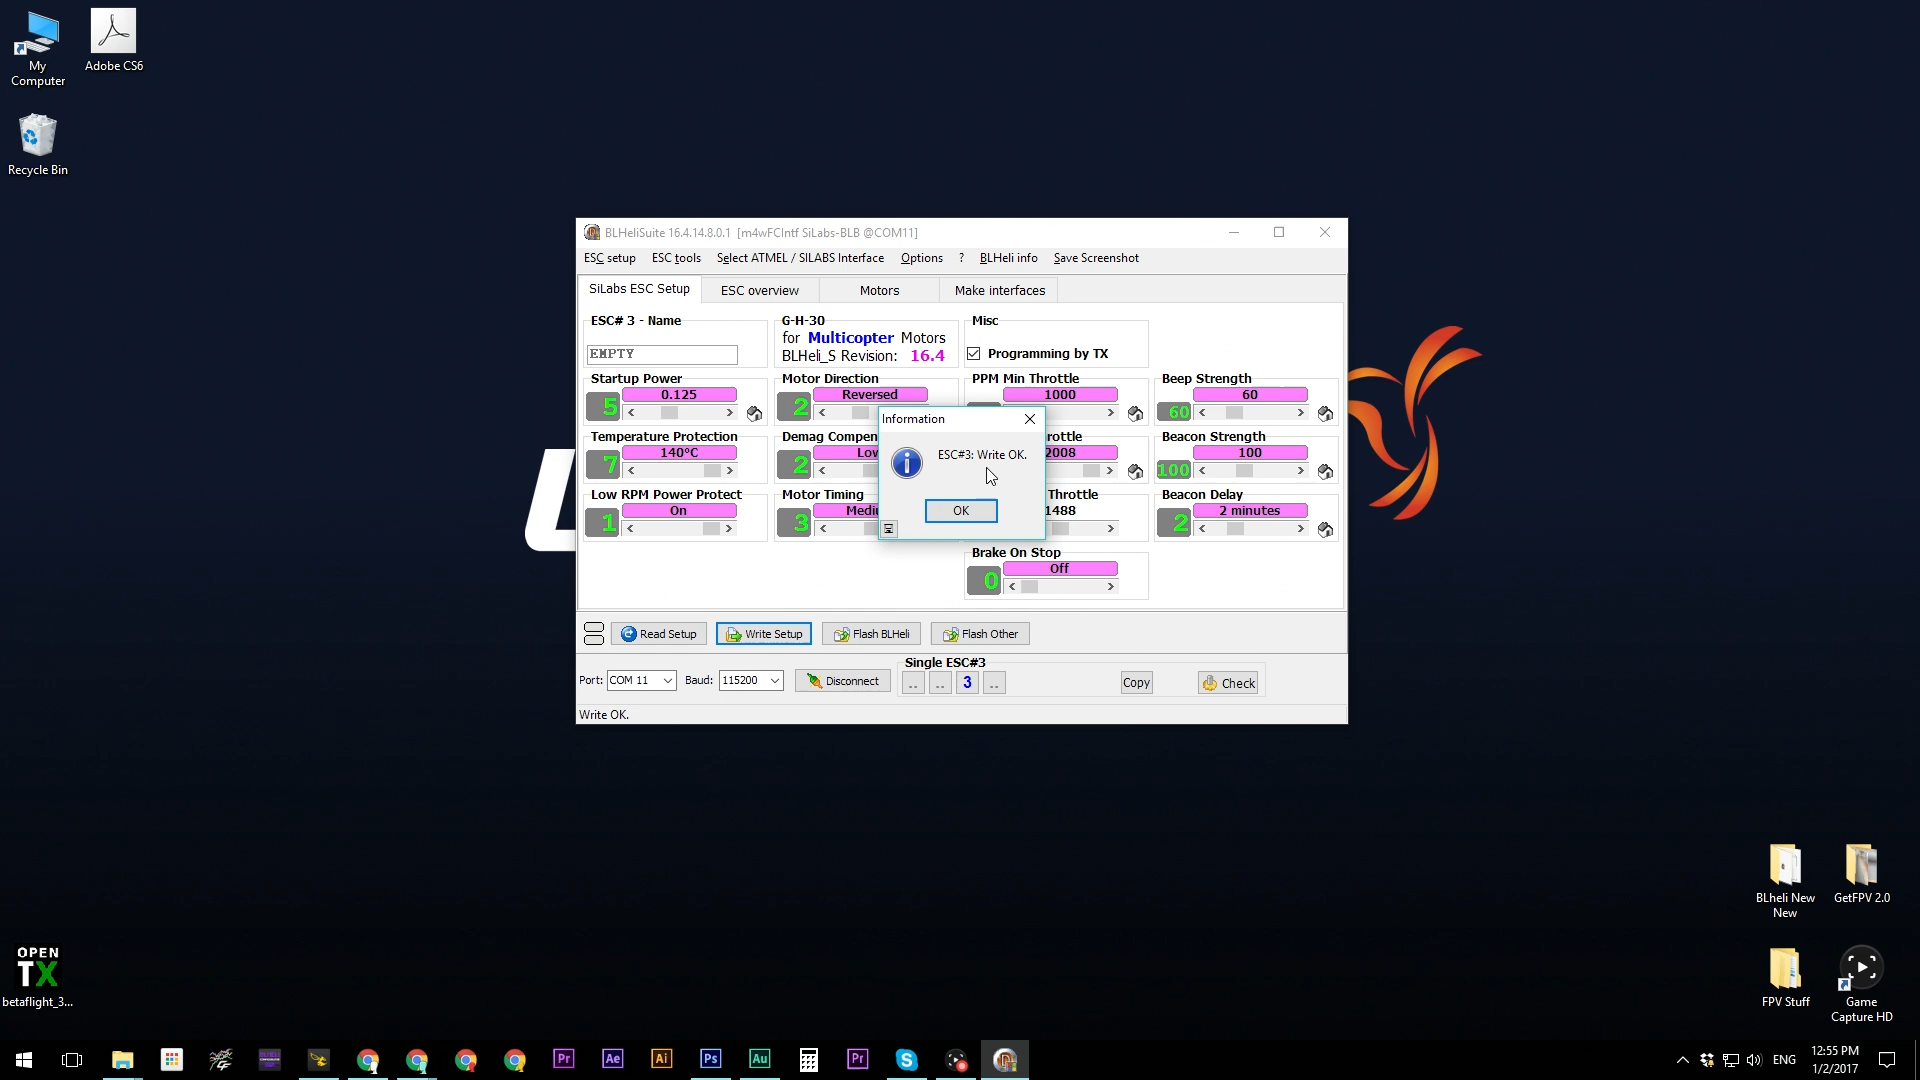 My
Computer
Adobe CS6
Recycle Bin
BLHeliSuite 16.4.14.8.0.1 [m4wFCIntf SiLabs-BLB @COM11]
ESC setup ESC tools Select ATMEL / SILABS Interface Options ? BLHeli info Save Screenshot
SiLabs ESC Setup ESC overview Motors Make interfaces
ESC# 3 - Name
EMPTY
G-H-30
for Multicopter Motors
BLHeli_S Revision: 16.4
Misc
Programming by TX
Startup Power
0.125
5
Motor Direction
Reversed
2
PPM Min Throttle
1000
Beep Strength
60
60
Temperature Protection
140°C
7
Demag Compen
Low
2
rottle
2008
Beacon Strength
100
100
Low RPM Power Protect
On
1
Motor Timing
Mediu
3
Throttle
1488
Beacon Delay
2 minutes
2
Brake On Stop
Off
0
Information
ESC#3: Write OK.
OK
Read Setup Write Setup Flash BLHeli Flash Other
Single ESC#3
Port: COM 11 Baud: 115200 Disconnect .. .. 3 .. Copy Check
Write OK.
BLheli New
New
GetFPV 2.0
OPEN
TX
betaflight_3...
FPV Stuff
Game
Capture HD
Pr Ae Ai Ps Au Pr
ENG
12:55 PM
1/2/2017